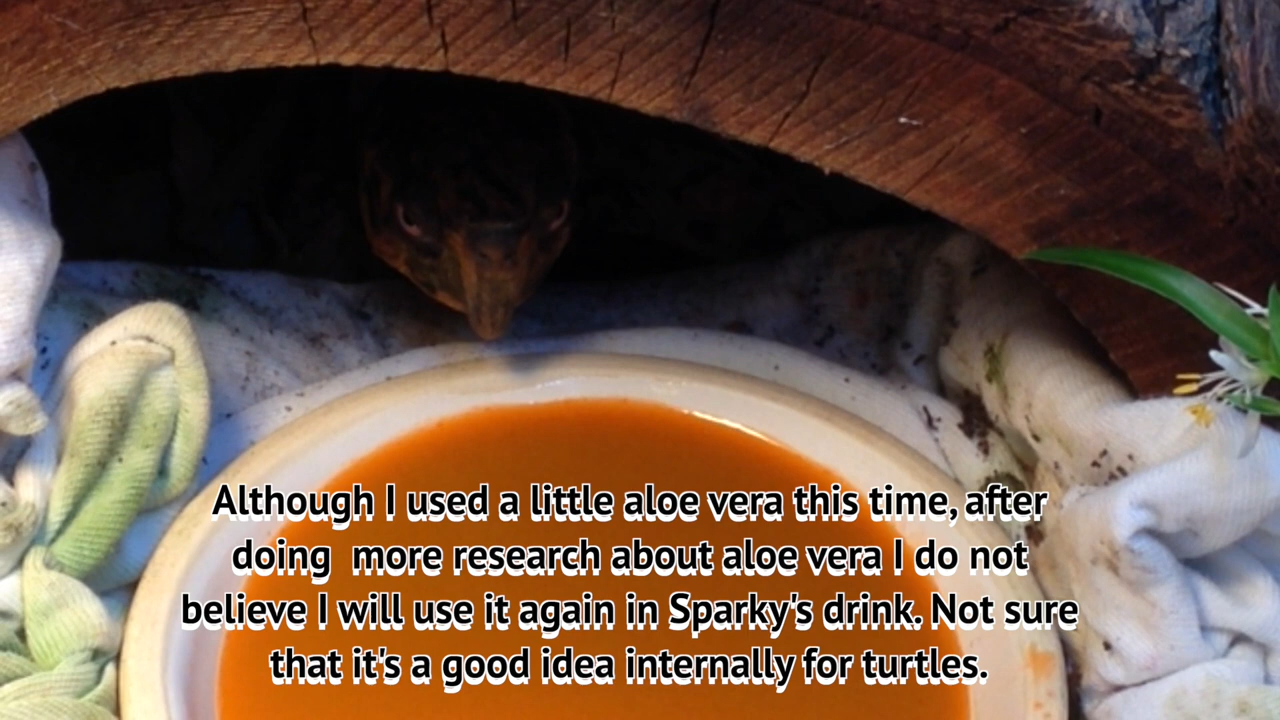 Although I used a little aloe vera this time, after
doing  more research about aloe vera I do not
believe I will use it again in Sparky's drink. Not sure
that it's a good idea internally for turtles.